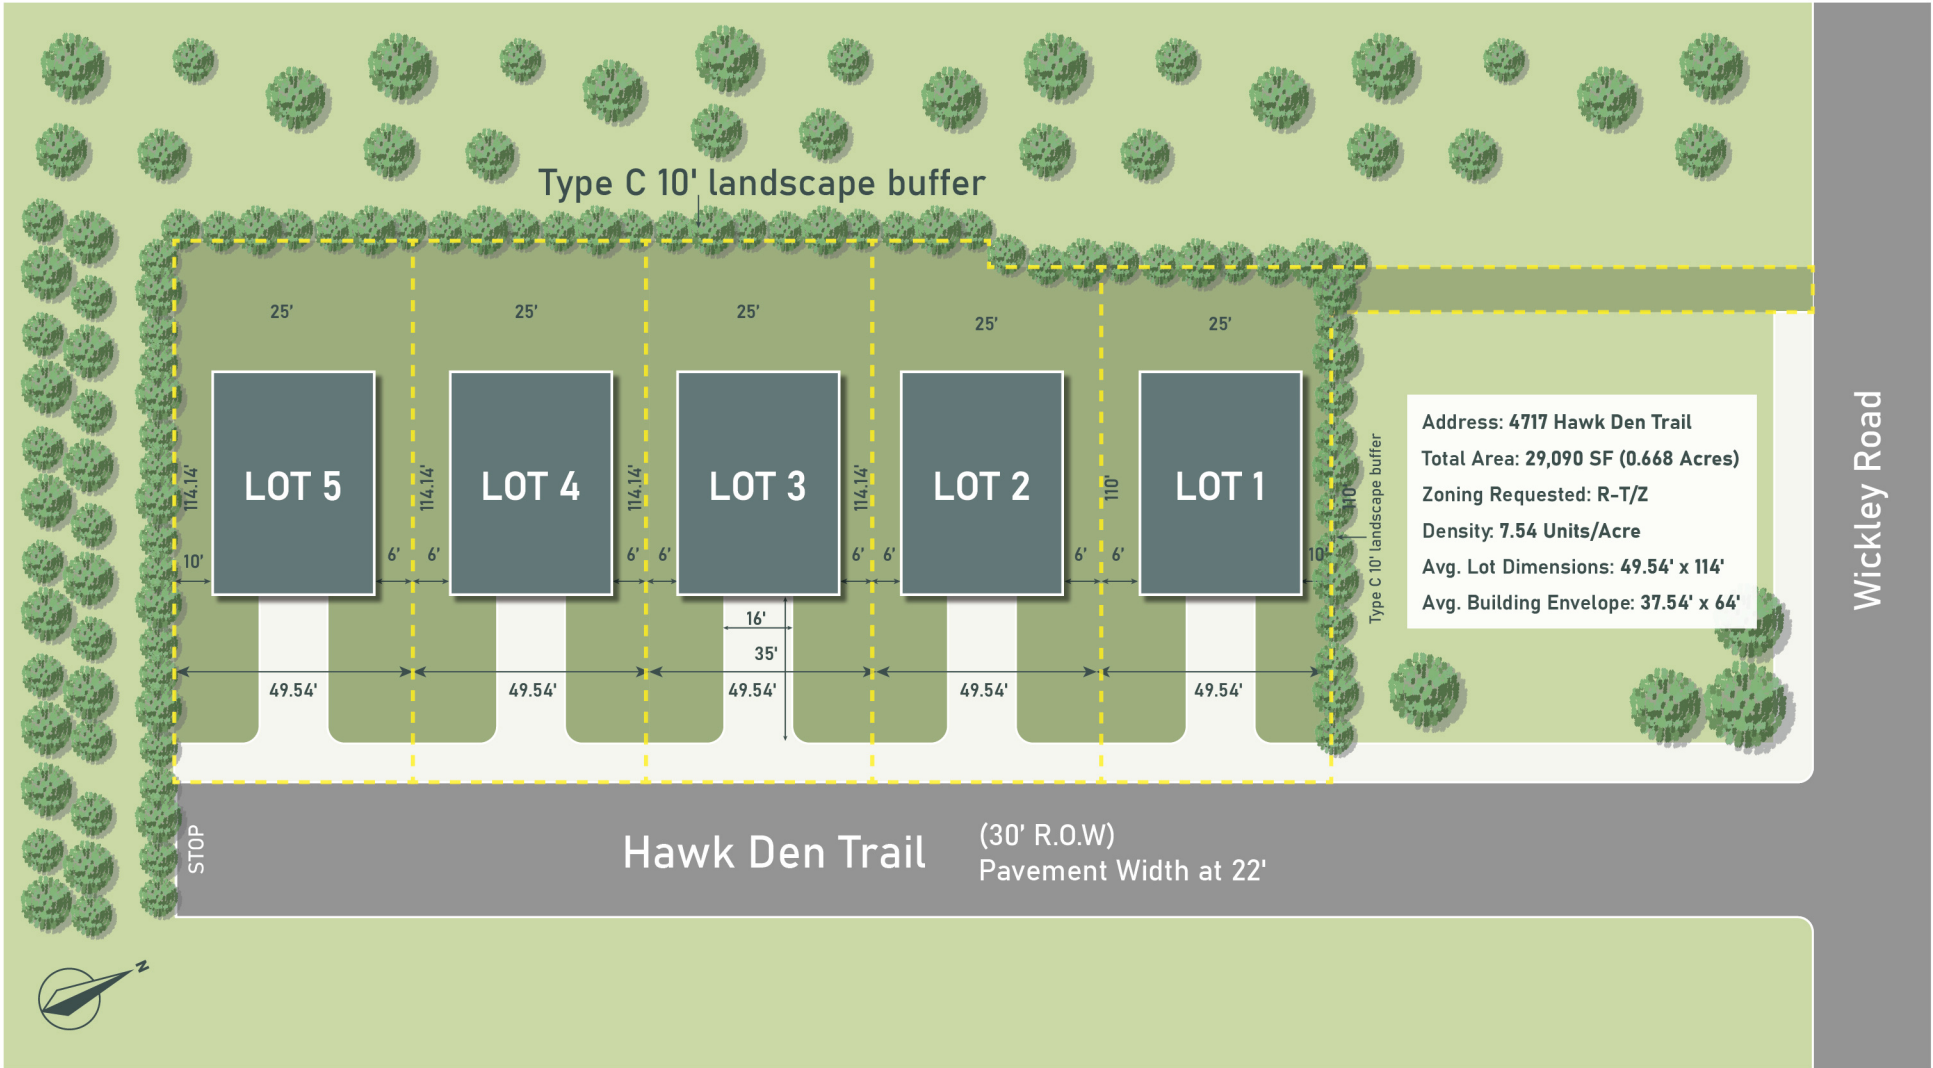 Type C 10' landscape buffer
25'
25'
25'
25'
25'
LOT 5
LOT 4
LOT 3
LOT 2
LOT 1
114.14'
114.14'
114.14'
114.14'
110'
110'
10'
6'
6'
6'
6'
6'
6'
6'
6'
10'
16'
35'
49.54'
49.54'
49.54'
49.54'
49.54'
Type C 10' landscape buffer
Address: 4717 Hawk Den Trail
Total Area: 29,090 SF (0.668 Acres)
Zoning Requested: R-T/Z
Density: 7.54 Units/Acre
Avg. Lot Dimensions: 49.54' x 114'
Avg. Building Envelope: 37.54' x 64'
Wickley Road
STOP
Hawk Den Trail
(30' R.O.W)
Pavement Width at 22'
N